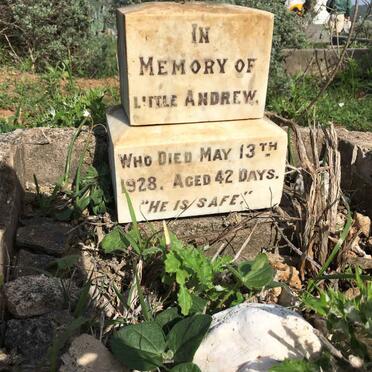 IN
MEMORY OF
LITTLE ANDREW.
WHO DIED MAY 13TH
1928. AGED 42 DAYS.
"HE IS SAFE"